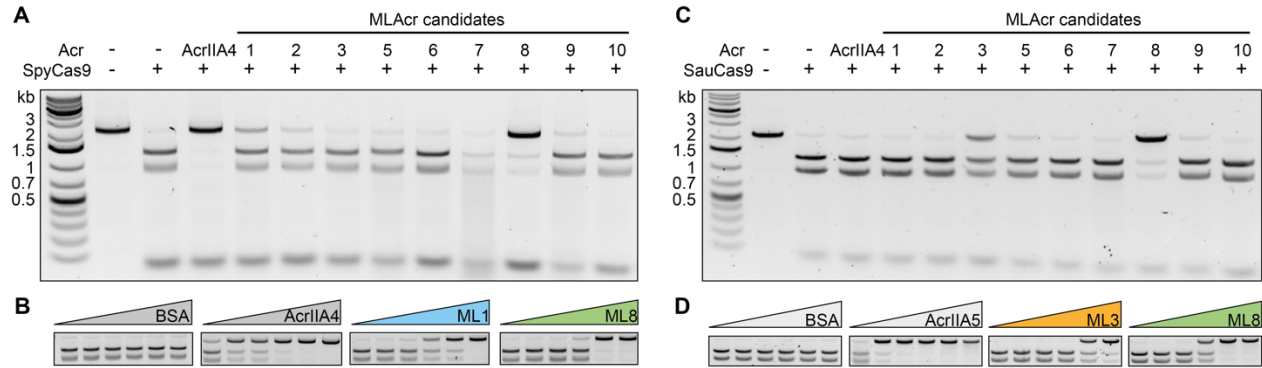 A
MLAcr candidates
Acr - - AcrIIA4 1 2 3 5 6 7 8 9 10
SpyCas9 - + + + + + + + + + + +
kb
3
2
1.5
1
0.7
0.5
B
BSA AcrIIA4 ML1 ML8
C
MLAcr candidates
Acr - - AcrIIA4 1 2 3 5 6 7 8 9 10
SauCas9 - + + + + + + + + + + +
kb
3
2
1.5
1
0.7
0.5
D
BSA AcrIIA5 ML3 ML8